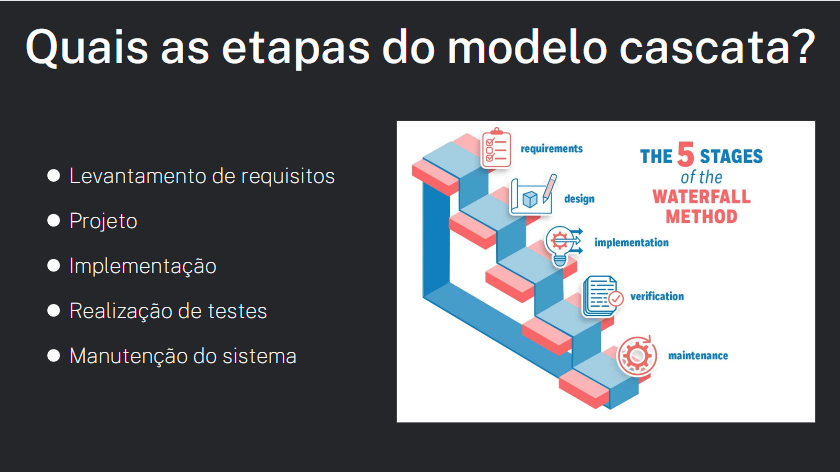 Quais as etapas do modelo cascata?
● Levantamento de requisitos
● Projeto
● Implementação
● Realização de testes
● Manutenção do sistema
THE 5 STAGES
of the
WATERFALL
METHOD
requirements
design
implementation
verification
maintenance